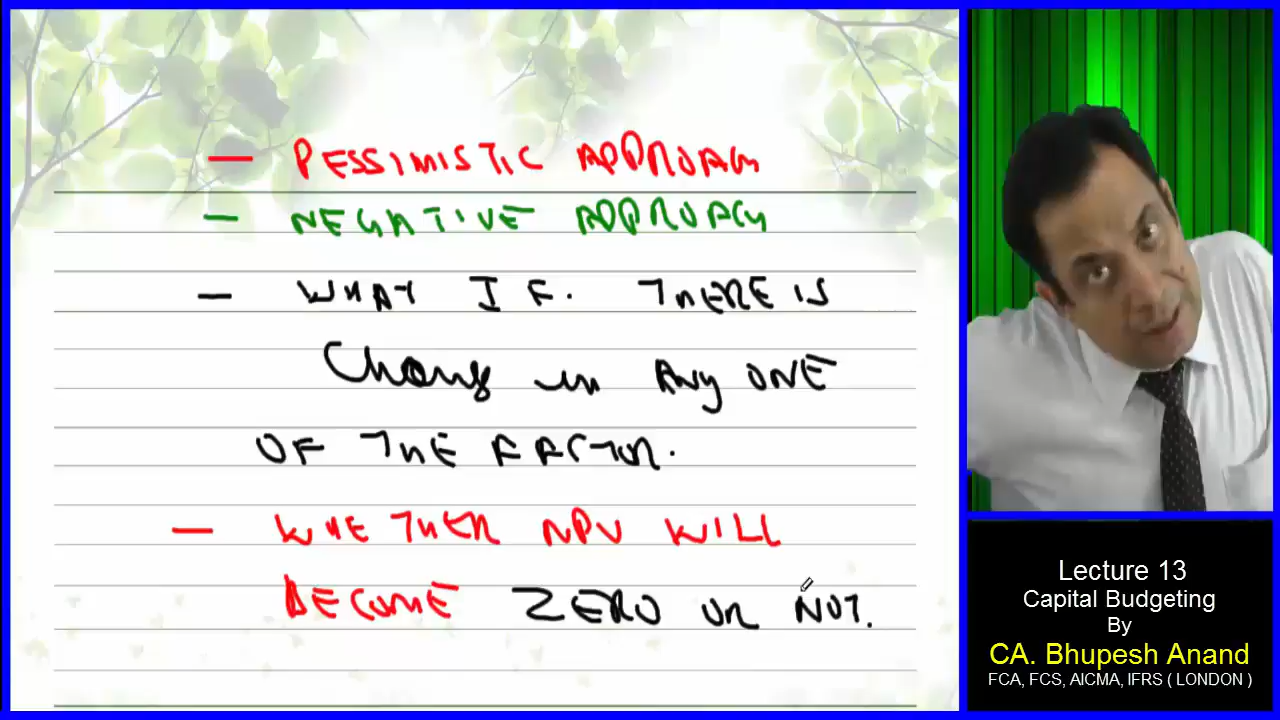 — PESSIMISTIC APPROACH
— NEGATIVE APPROACH
— WHAT IF. THERE IS
Change in Any ONE
OF THE FACTOR.
— WHETHER NPV WILL
BECOME ZERO OR NOT.
Lecture 13
Capital Budgeting
By
CA. Bhupesh Anand
FCA, FCS, AICMA, IFRS ( LONDON )